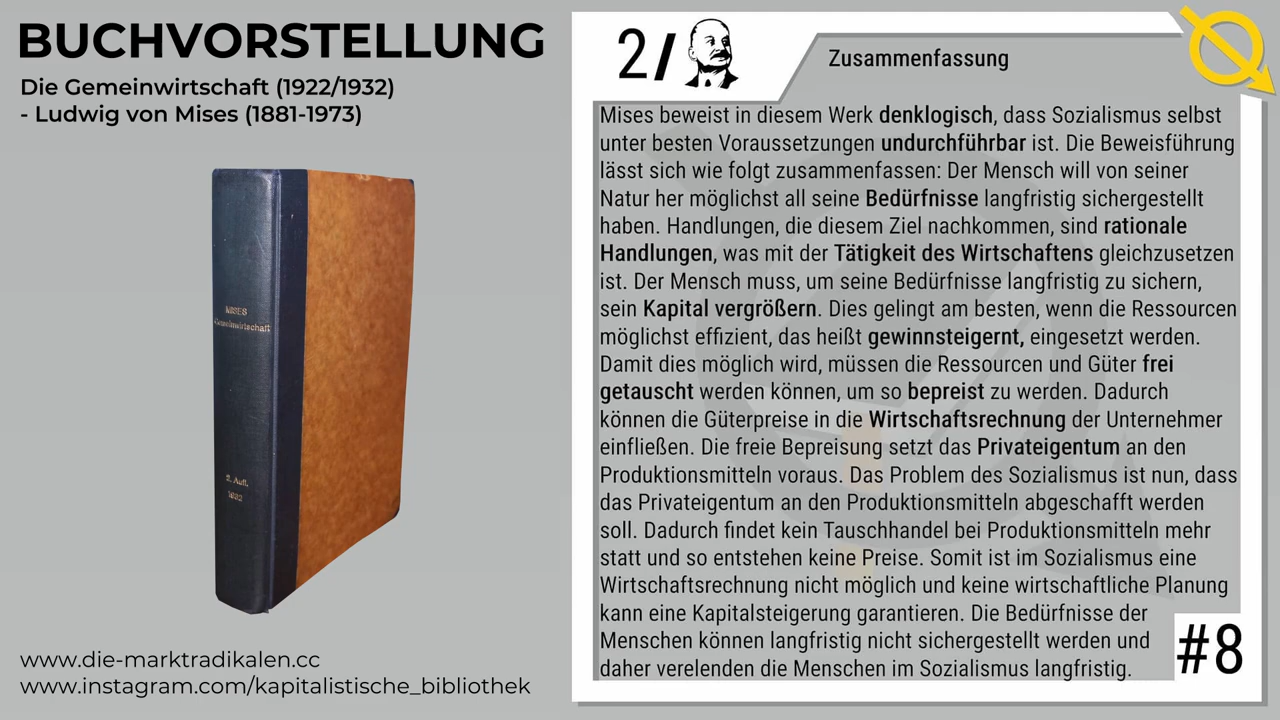 BUCHVORSTELLUNG
Die Gemeinwirtschaft (1922/1932)
- Ludwig von Mises (1881-1973)
MISES
Gemeinwirtschaft
2. Aufl.
1932
www.die-marktradikalen.cc
www.instagram.com/kapitalistische_bibliothek
2/
Zusammenfassung
Mises beweist in diesem Werk denklogisch, dass Sozialismus selbst
unter besten Voraussetzungen undurchführbar ist. Die Beweisführung
lässt sich wie folgt zusammenfassen: Der Mensch will von seiner
Natur her möglichst all seine Bedürfnisse langfristig sichergestellt
haben. Handlungen, die diesem Ziel nachkommen, sind rationale
Handlungen, was mit der Tätigkeit des Wirtschaftens gleichzusetzen
ist. Der Mensch muss, um seine Bedürfnisse langfristig zu sichern,
sein Kapital vergrößern. Dies gelingt am besten, wenn die Ressourcen
möglichst effizient, das heißt gewinnsteigernt, eingesetzt werden.
Damit dies möglich wird, müssen die Ressourcen und Güter frei
getauscht werden können, um so bepreist zu werden. Dadurch
können die Güterpreise in die Wirtschaftsrechnung der Unternehmer
einfließen. Die freie Bepreisung setzt das Privateigentum an den
Produktionsmitteln voraus. Das Problem des Sozialismus ist nun, dass
das Privateigentum an den Produktionsmitteln abgeschafft werden
soll. Dadurch findet kein Tauschhandel bei Produktionsmitteln mehr
statt und so entstehen keine Preise. Somit ist im Sozialismus eine
Wirtschaftsrechnung nicht möglich und keine wirtschaftliche Planung
kann eine Kapitalsteigerung garantieren. Die Bedürfnisse der
Menschen können langfristig nicht sichergestellt werden und
daher verelenden die Menschen im Sozialismus langfristig.
#8